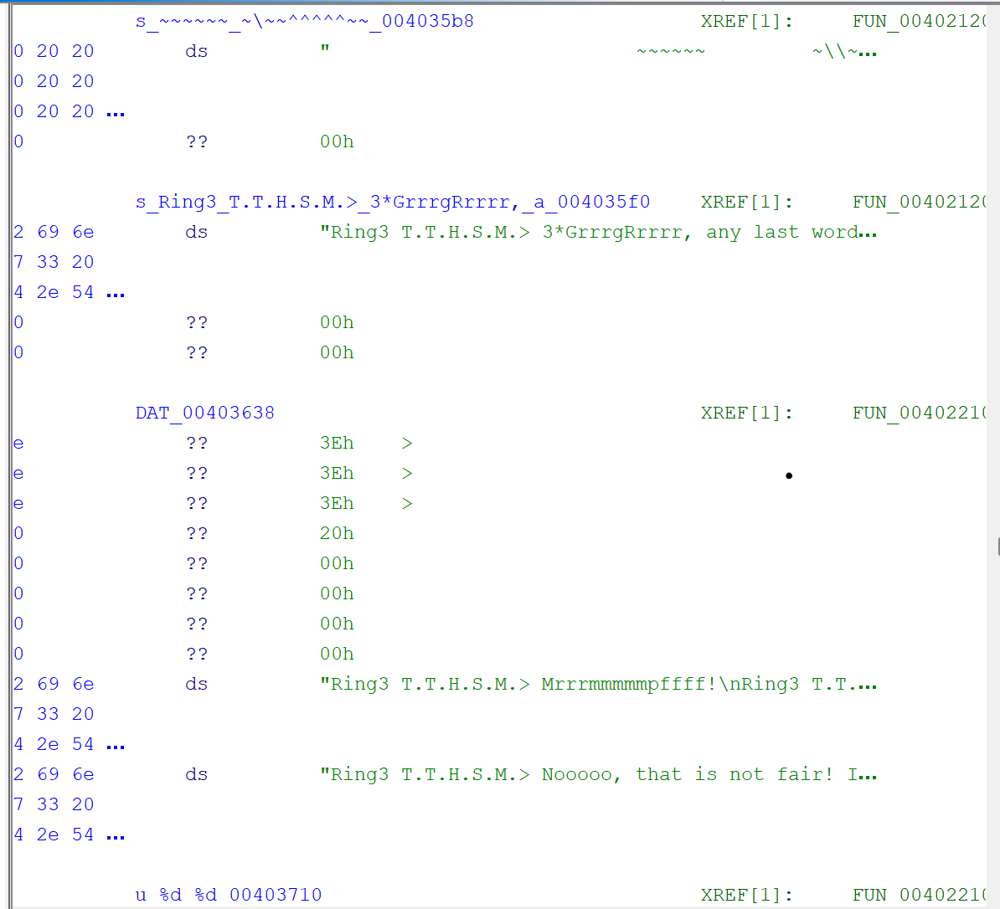 s_~~~~~~_~\~~^^^^^~~_004035b8 XREF[1]: FUN_0040212
0 20 20 ds " ~~~~~~ ~\\~...
0 20 20
0 20 20 ...
0 ?? 00h
s_Ring3_T.T.H.S.M.>_3*GrrrgRrrrr,_a_004035f0 XREF[1]: FUN_0040212
2 69 6e ds "Ring3 T.T.H.S.M.> 3*GrrrgRrrrr, any last word...
7 33 20
4 2e 54 ...
0 ?? 00h
0 ?? 00h
DAT_00403638 XREF[1]: FUN_0040221
e ?? 3Eh >
e ?? 3Eh >
e ?? 3Eh >
0 ?? 20h
0 ?? 00h
0 ?? 00h
0 ?? 00h
0 ?? 00h
2 69 6e ds "Ring3 T.T.H.S.M.> Mrrrmmmmmpffff!\nRing3 T.T....
7 33 20
4 2e 54 ...
2 69 6e ds "Ring3 T.T.H.S.M.> Nooooo, that is not fair! I...
7 33 20
4 2e 54 ...
u %d %d 00403710 XREF[1]: FUN 0040221